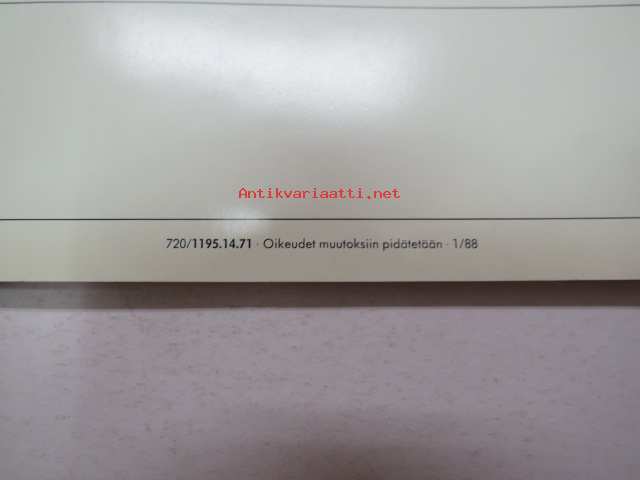 Antikvariaatti.net
720/1195.14.71 · Oikeudet muutoksiin pidätetään · 1/88